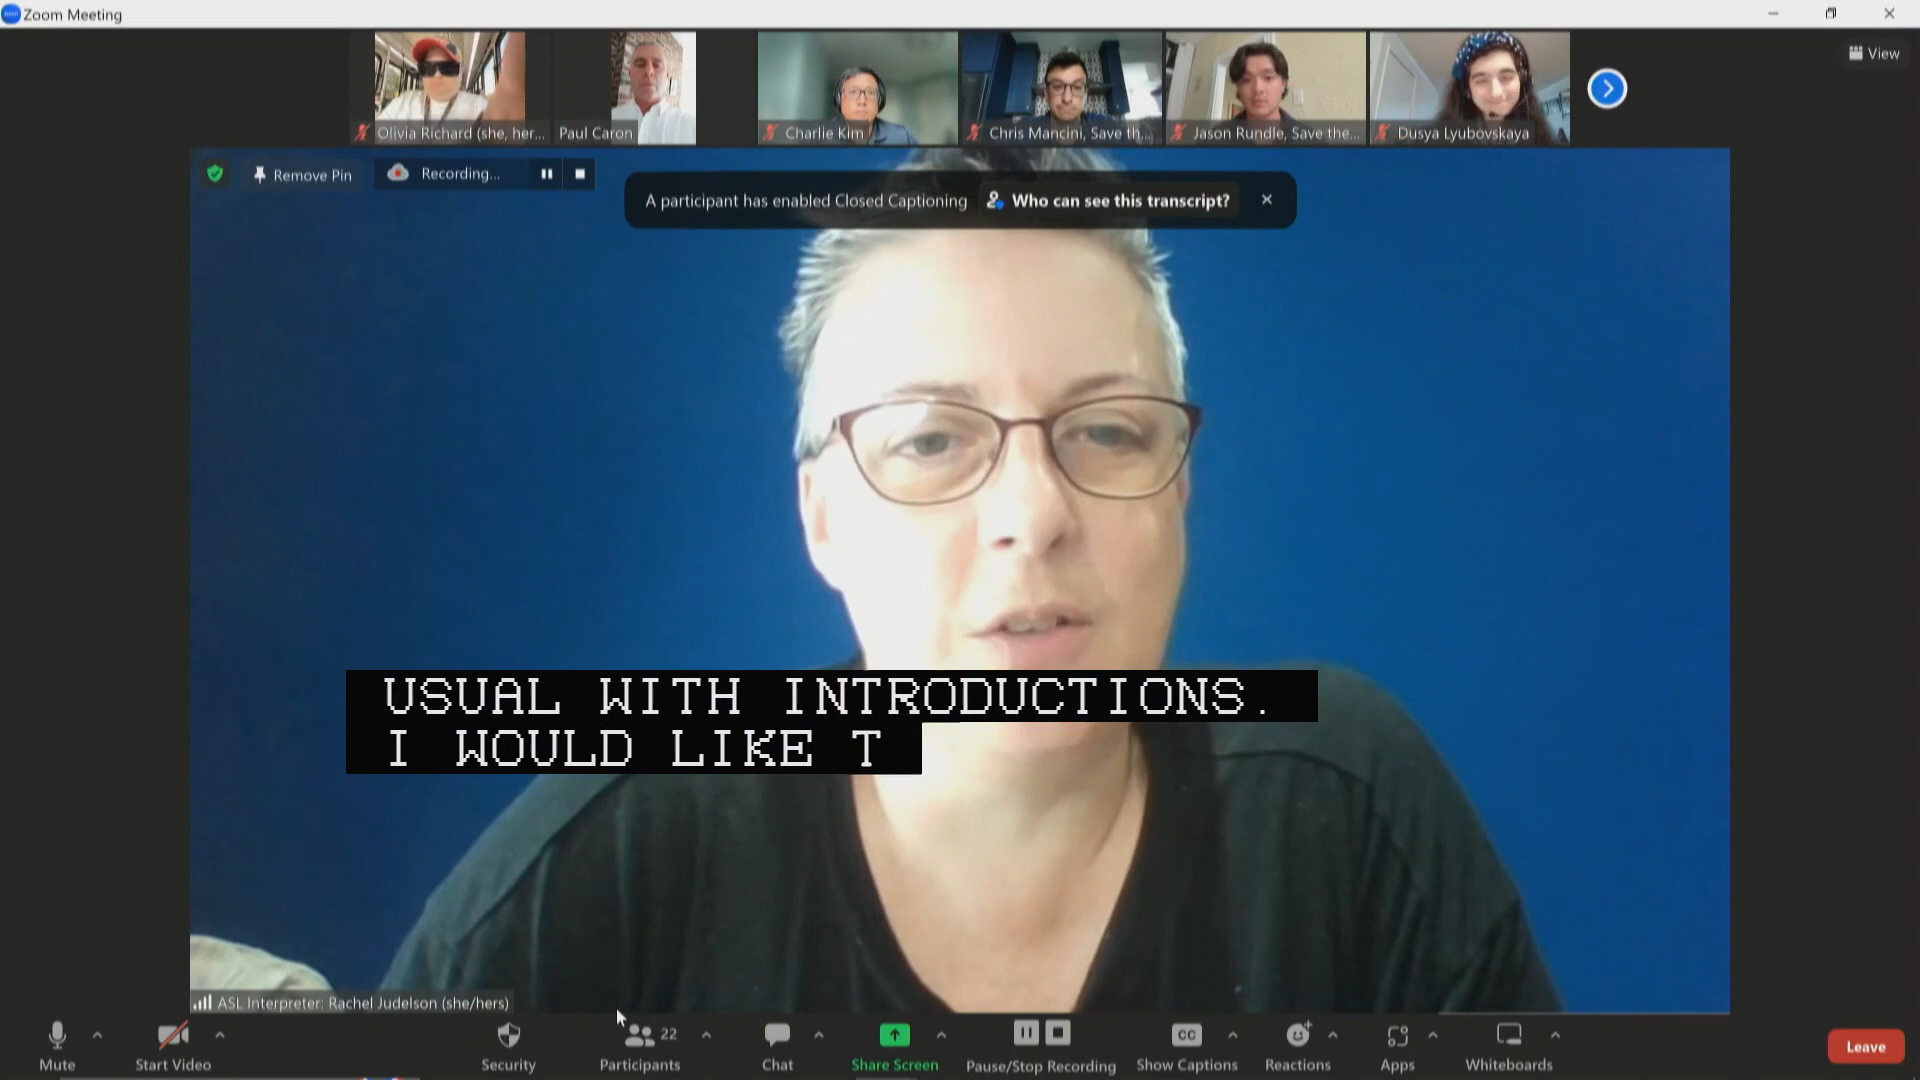 Zoom Meeting
View
Olivia Richard (she, her...
Paul Caron
Charlie Kim
Chris Mancini, Save th...
Jason Rundle, Save the...
Dusya Lyubovskaya
Remove Pin
Recording...
A participant has enabled Closed Captioning
Who can see this transcript?
USUAL WITH INTRODUCTIONS.
I WOULD LIKE T
ASL Interpreter: Rachel Judelson (she/hers)
Mute
Start Video
Security
22
Participants
Chat
Share Screen
Pause/Stop Recording
CC
Show Captions
Reactions
Apps
Whiteboards
Leave